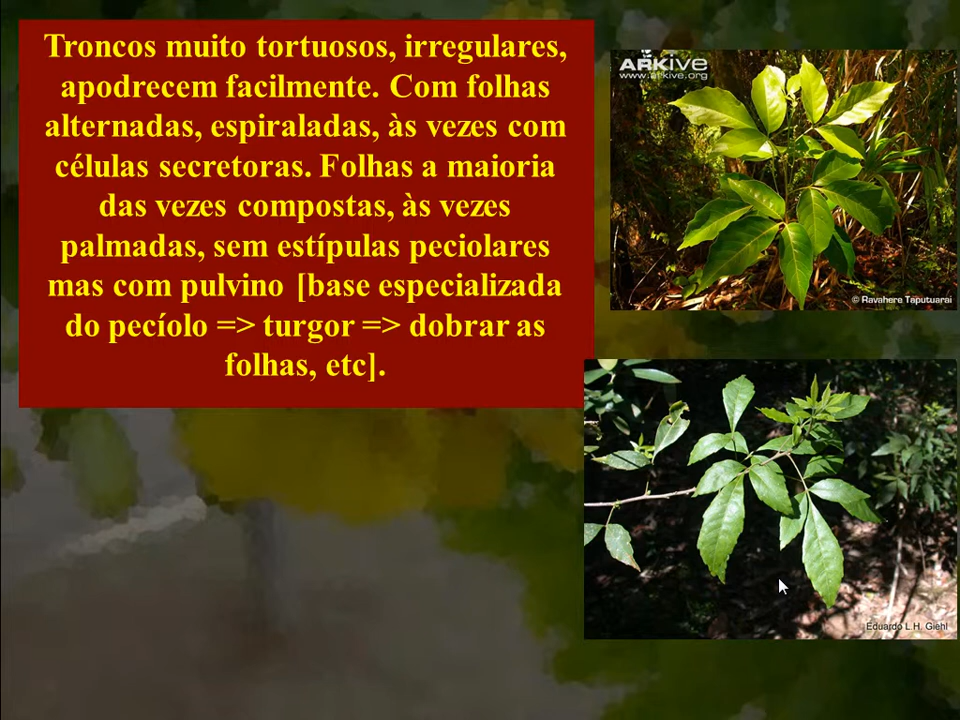 Troncos muito tortuosos, irregulares,
apodrecem facilmente. Com folhas
alternadas, espiraladas, às vezes com
células secretoras. Folhas a maioria
das vezes compostas, às vezes
palmadas, sem estípulas peciolares
mas com pulvino [base especializada
do pecíolo => turgor => dobrar as
folhas, etc].
ARKive
www.arkive.org
© Ravahere Taputuarai
Eduardo L.H. Giehl